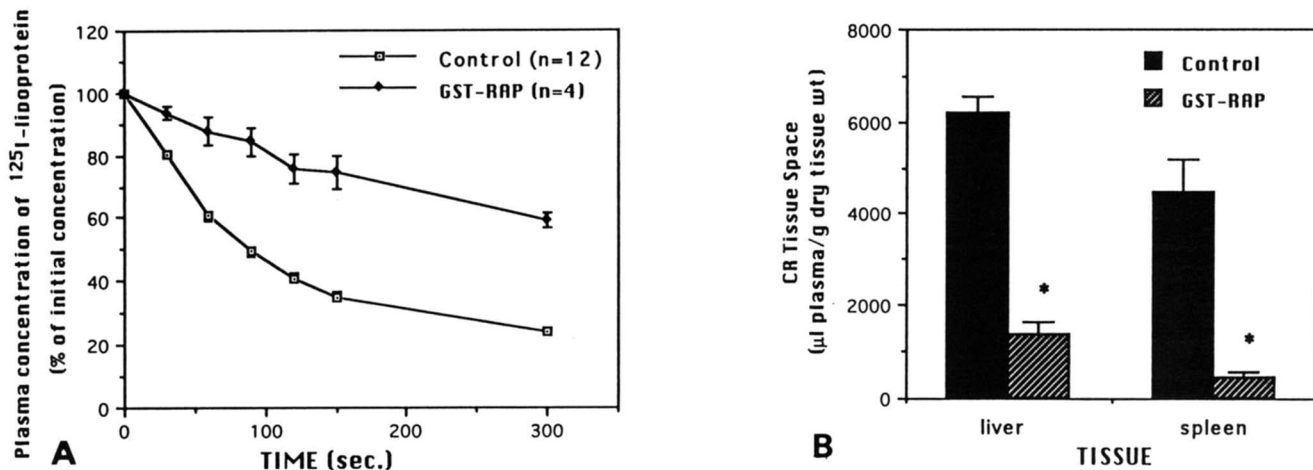 Plasma concentration of ¹²⁵I-lipoprotein
(% of initial concentration)
120
100
80
60
40
20
0
Control (n=12)
GST-RAP (n=4)
0
100
200
300
TIME (sec.)
A
CR Tissue Space
(µl plasma/g dry tissue wt)
8000
6000
4000
2000
0
Control
GST-RAP
*
*
liver
spleen
TISSUE
B